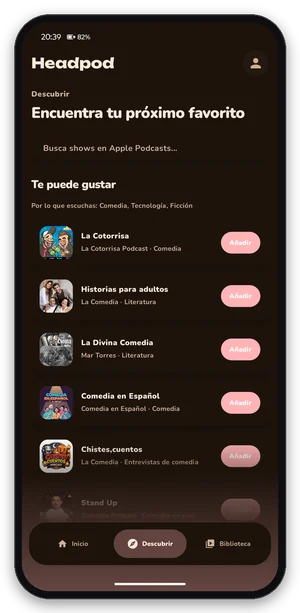 20:39 82%
Headpod
Descubrir
Encuentra tu próximo favorito
Busca shows en Apple Podcasts...
Te puede gustar
Por lo que escuchas: Comedia, Tecnología, Ficción
La Cotorrisa
La Cotorrisa Podcast · Comedia
Añadir
Historias para adultos
La Comedia · Literatura
Añadir
La Divina Comedia
Mar Torres · Literatura
Añadir
Comedia en Español
Comedia en Español · Comedia
Añadir
Chistes,cuentos
La Comedia · Entrevistas de comedia
Añadir
Stand Up
Inicio
Descubrir
Biblioteca